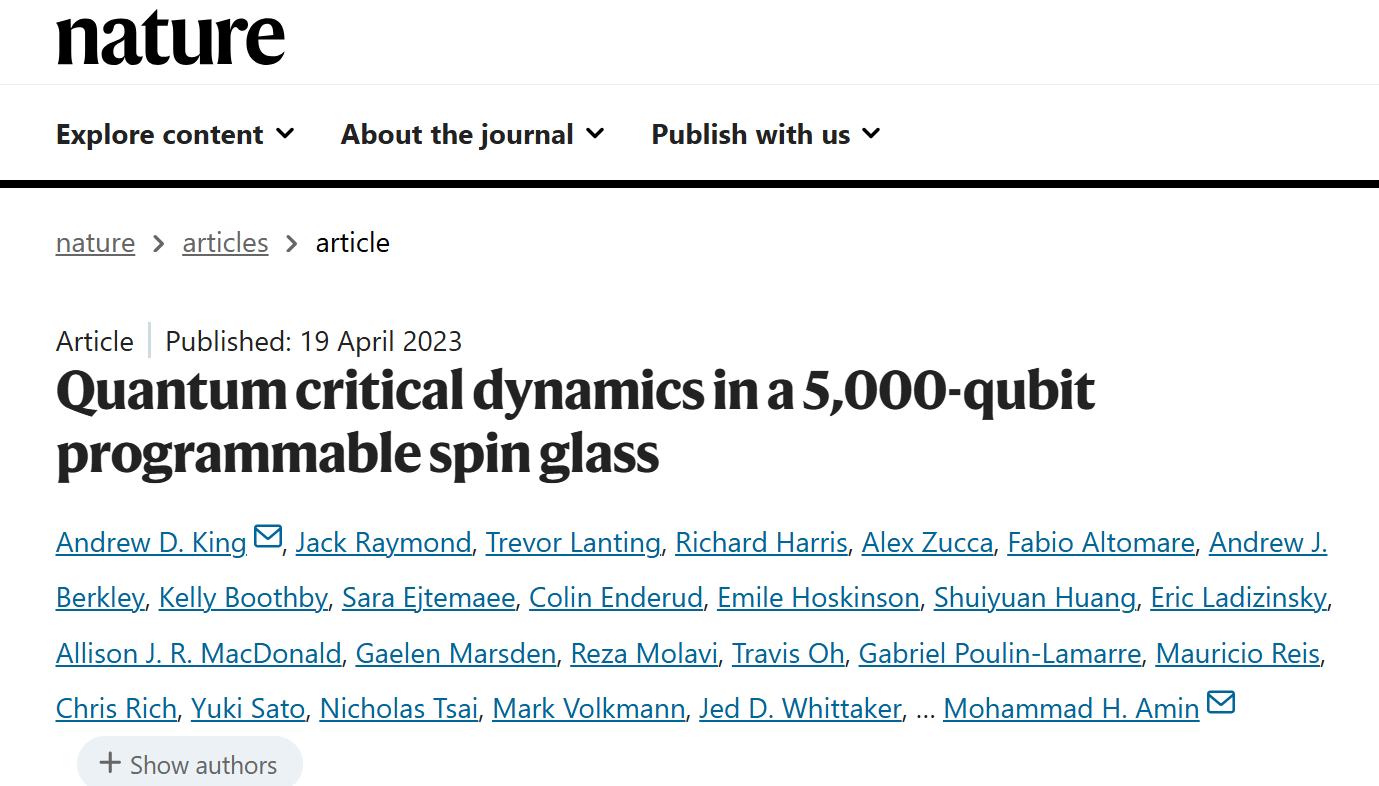 nature
Explore content About the journal Publish with us
nature > articles > article
Article | Published: 19 April 2023
Quantum critical dynamics in a 5,000-qubit
programmable spin glass
Andrew D. King, Jack Raymond, Trevor Lanting, Richard Harris, Alex Zucca, Fabio Altomare, Andrew J.
Berkley, Kelly Boothby, Sara Ejtemaee, Colin Enderud, Emile Hoskinson, Shuiyuan Huang, Eric Ladizinsky,
Allison J. R. MacDonald, Gaelen Marsden, Reza Molavi, Travis Oh, Gabriel Poulin-Lamarre, Mauricio Reis,
Chris Rich, Yuki Sato, Nicholas Tsai, Mark Volkmann, Jed D. Whittaker, … Mohammad H. Amin
+ Show authors